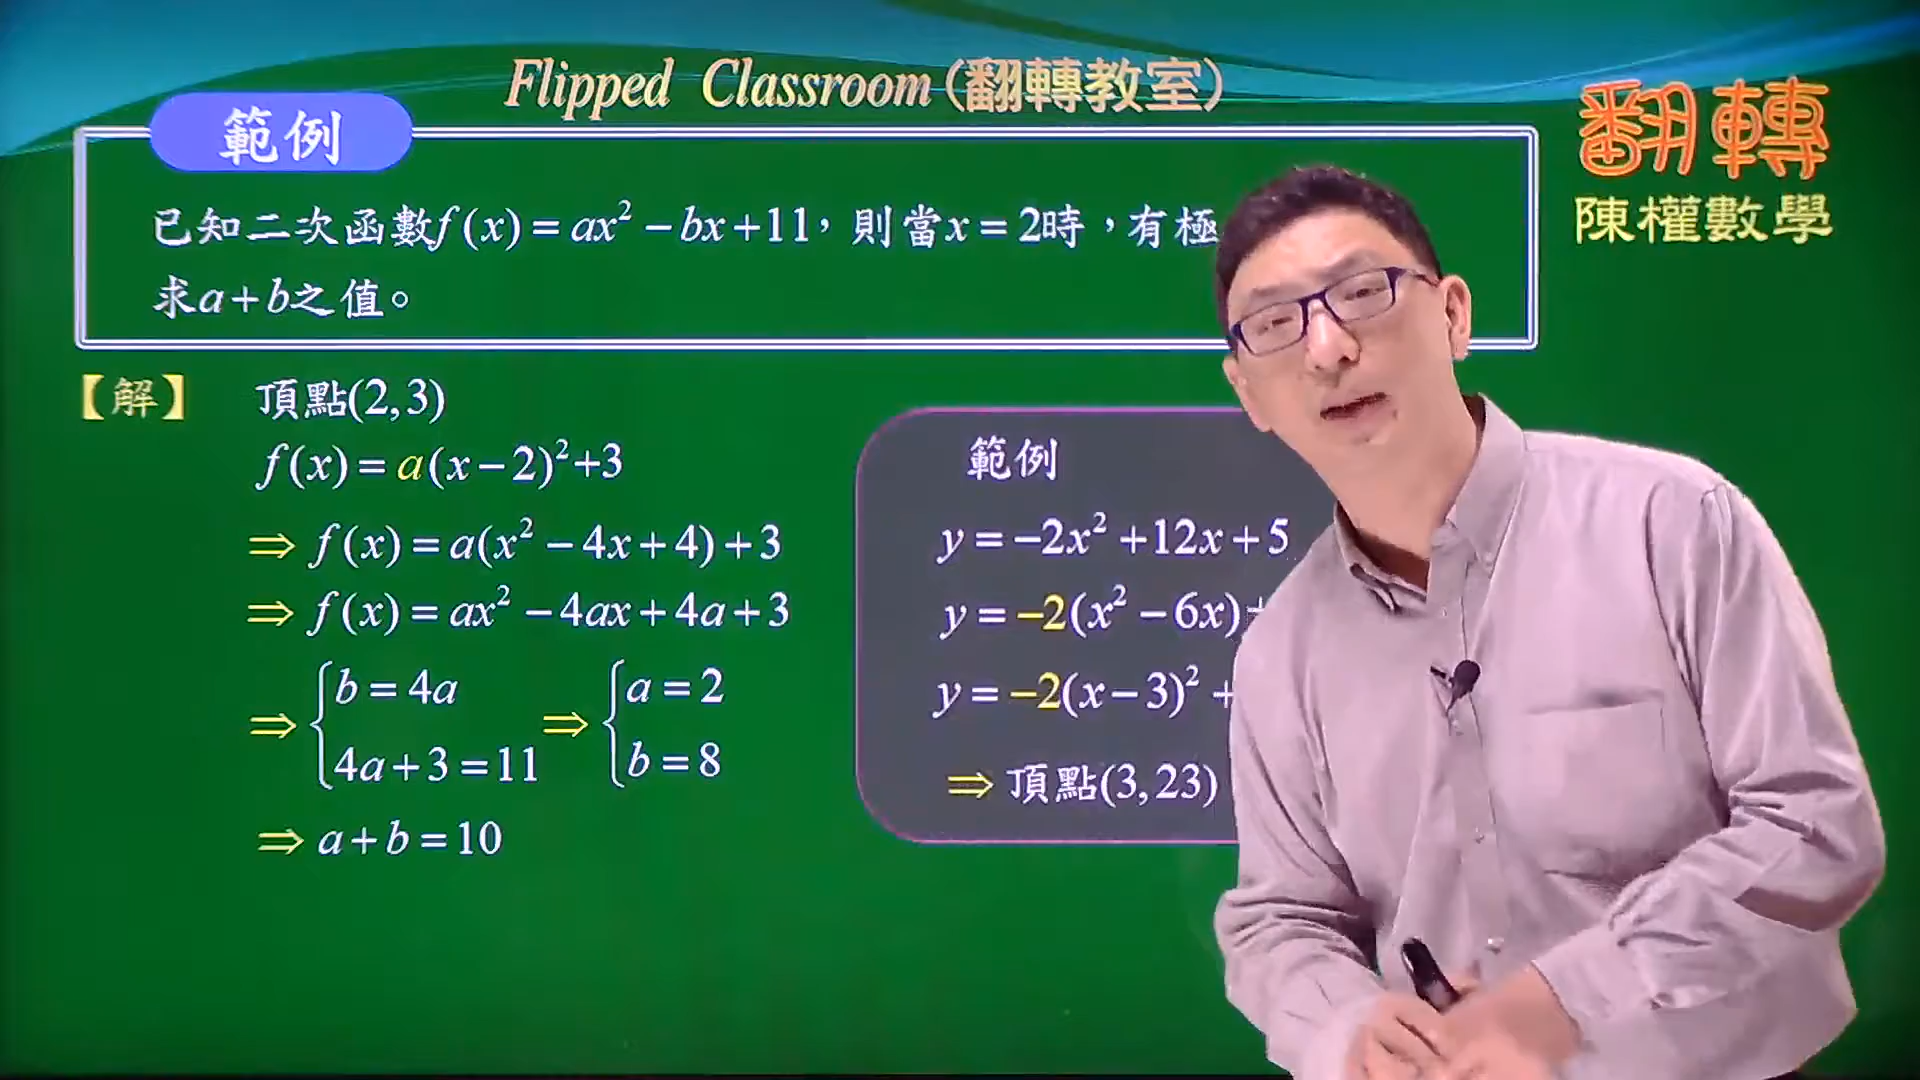 Flipped Classroom(翻轉教室)
翻轉
陳權數學
範例
已知二次函數f(x)=ax²−bx+11，則當x=2時，有極
求a+b之值。
【解】 頂點(2,3)
f(x)=a(x−2)²+3
⇒ f(x)=a(x²−4x+4)+3
⇒ f(x)=ax²−4ax+4a+3
⇒ {b=4a ⇒ {a=2
4a+3=11 b=8
⇒ a+b=10
範例
y=−2x²+12x+5
y=−2(x²−6x)+
y=−2(x−3)²+
⇒ 頂點(3,23)